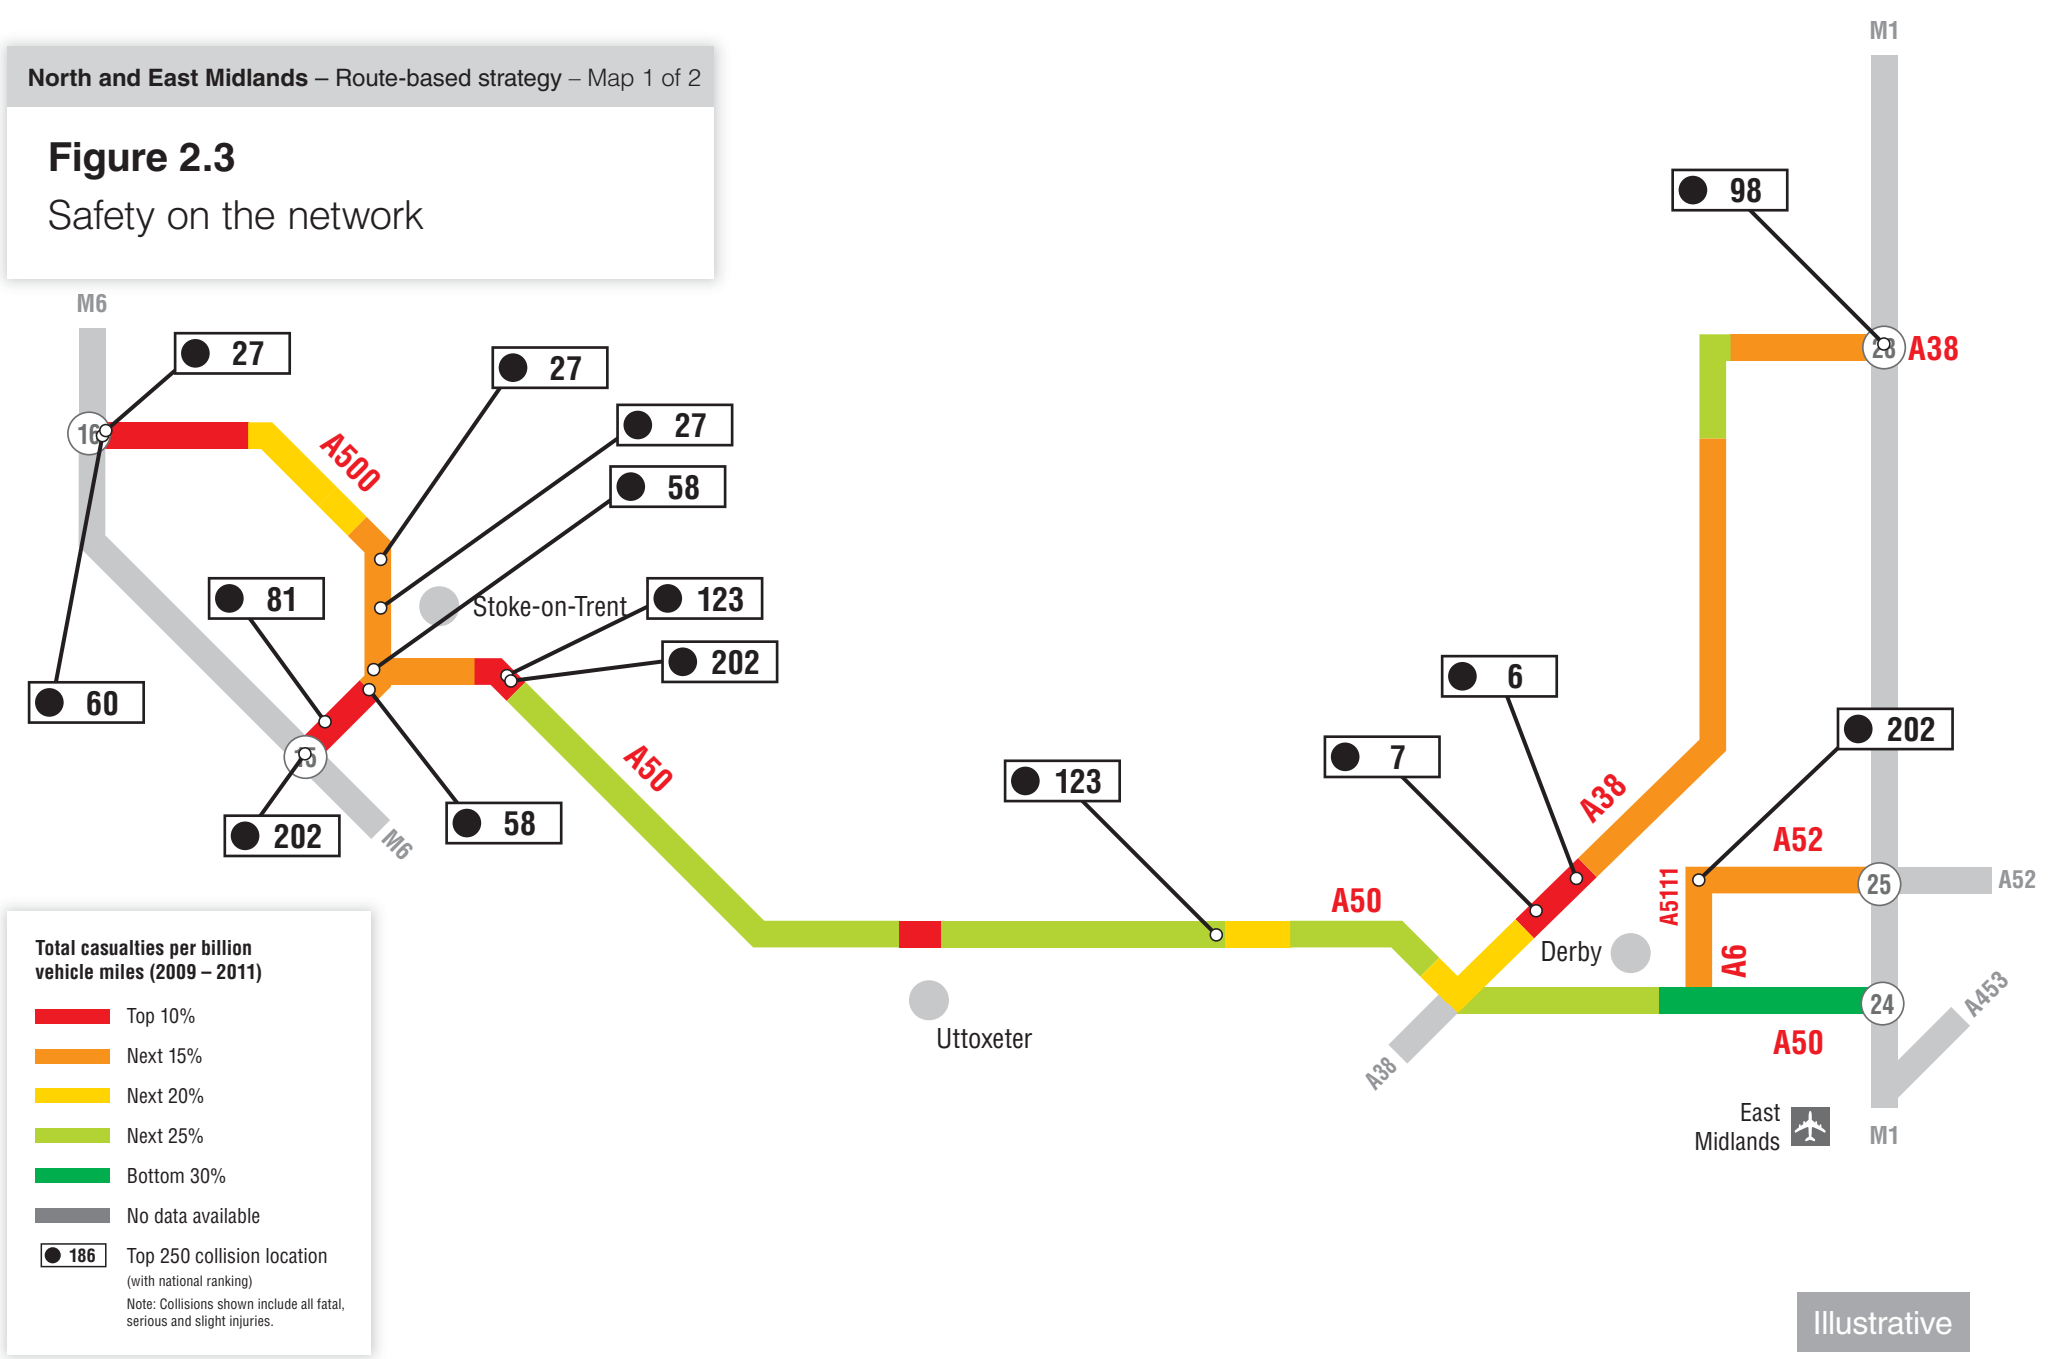 North and East Midlands – Route-based strategy – Map 1 of 2
Figure 2.3
Safety on the network
M1
98
M6
27
27
27
58
16
A500
28
A38
81
Stoke-on-Trent
123
202
60
6
7
202
15
A50
123
A38
202
58
M6
A52
A50
A5111
25
A52
Derby
A6
24
A453
Uttoxeter
A50
A38
East
Midlands
M1
Total casualties per billion
vehicle miles (2009 – 2011)
Top 10%
Next 15%
Next 20%
Next 25%
Bottom 30%
No data available
186
Top 250 collision location
(with national ranking)
Note: Collisions shown include all fatal,
serious and slight injuries.
Illustrative